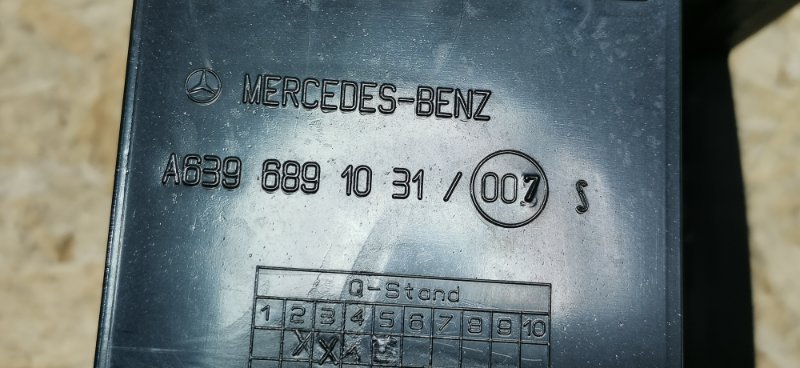 MERCEDES-BENZ
A639 689 10 31 / 007 S
Q-Stand
1 2 3 4 5 6 7 8 9 10
X X